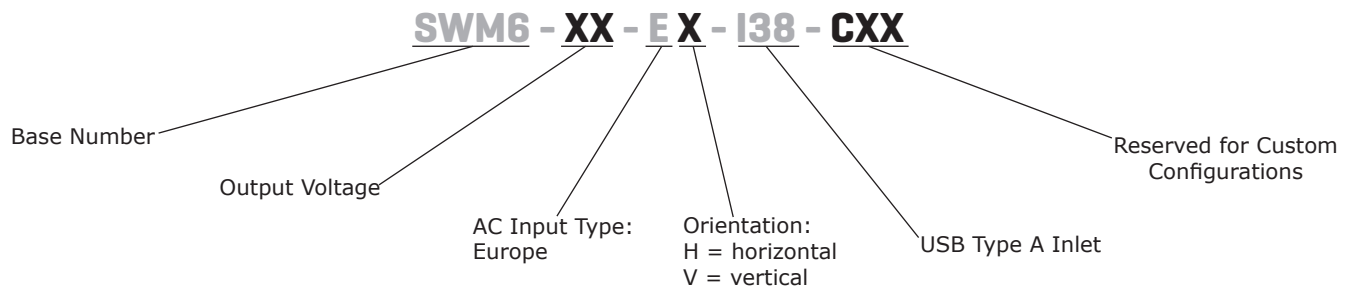 SWM6 - XX - E X - I38 - CXX
Base Number
Output Voltage
AC Input Type:
Europe
Orientation:
H = horizontal
V = vertical
USB Type A Inlet
Reserved for Custom
Configurations